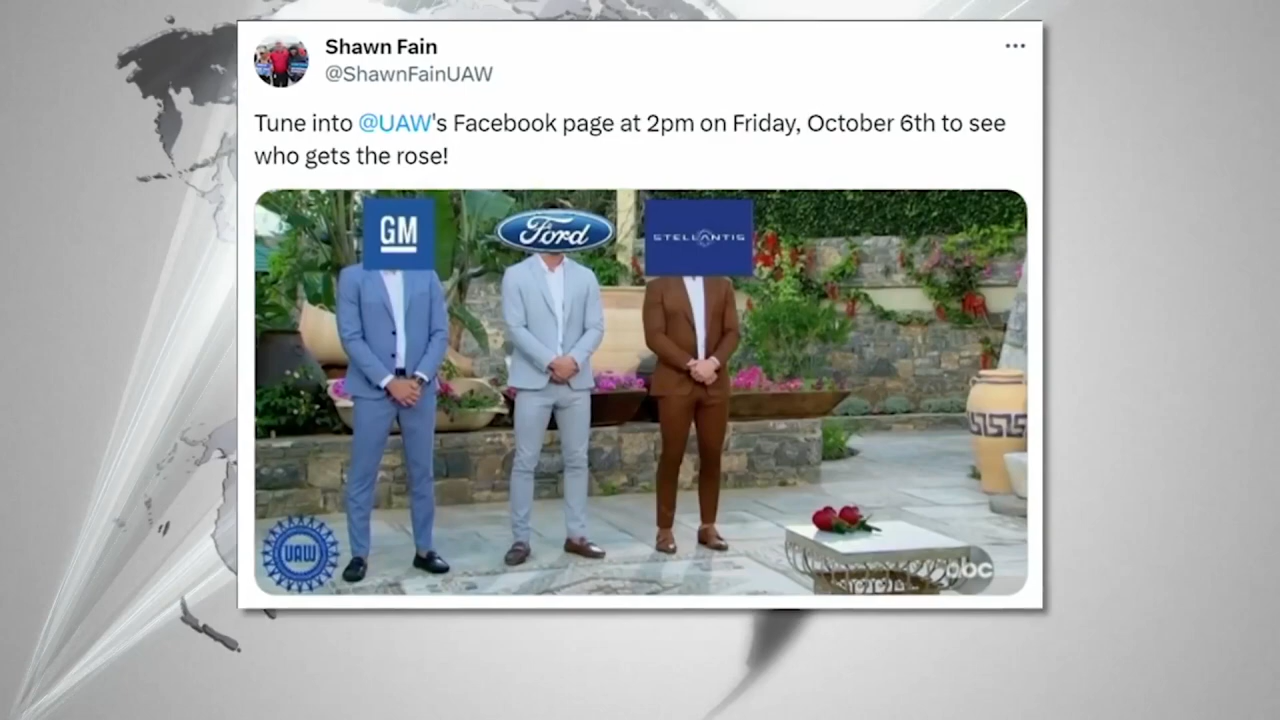 Shawn Fain
@ShawnFainUAW
Tune into @UAW's Facebook page at 2pm on Friday, October 6th to see
who gets the rose!
GM
Ford
STELLANTIS
UAW
abc